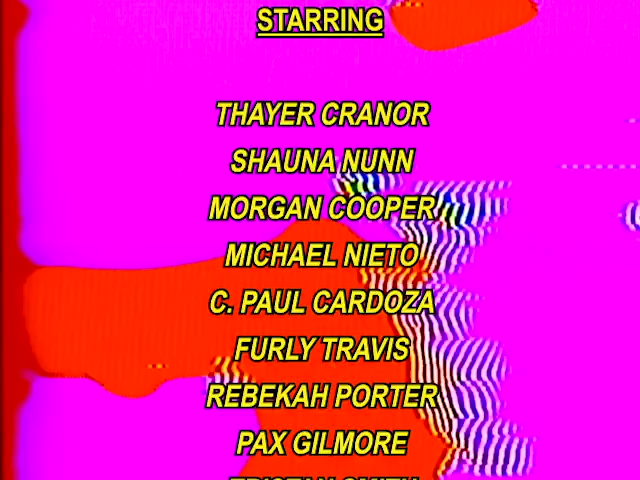 STARRING
THAYER CRANOR
SHAUNA NUNN
MORGAN COOPER
MICHAEL NIETO
C. PAUL CARDOZA
FURLY TRAVIS
REBEKAH PORTER
PAX GILMORE